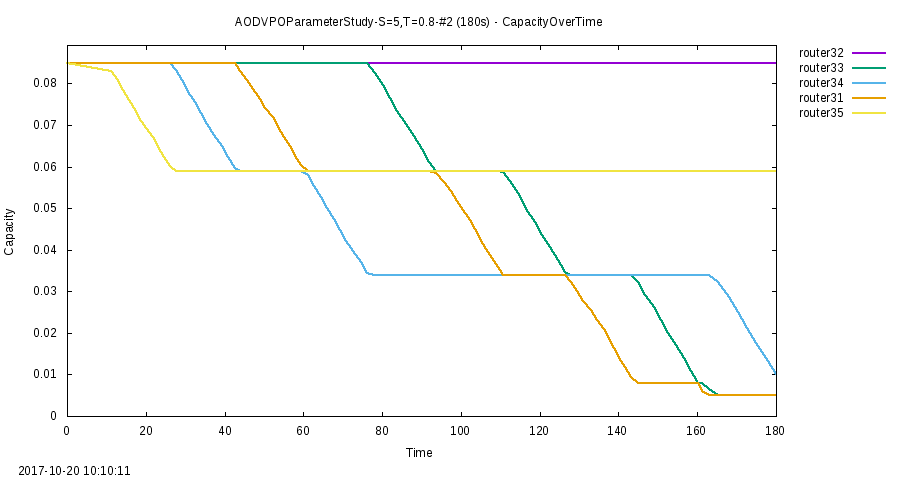 AODVPOParameterStudy-S=5,T=0.8-#2 (180s) - CapacityOverTime
router32
router33
router34
router31
router35
0.08
0.07
0.06
0.05
0.04
0.03
0.02
0.01
0
Capacity
0 20 40 60 80 100 120 140 160 180
Time
2017-10-20 10:10:11